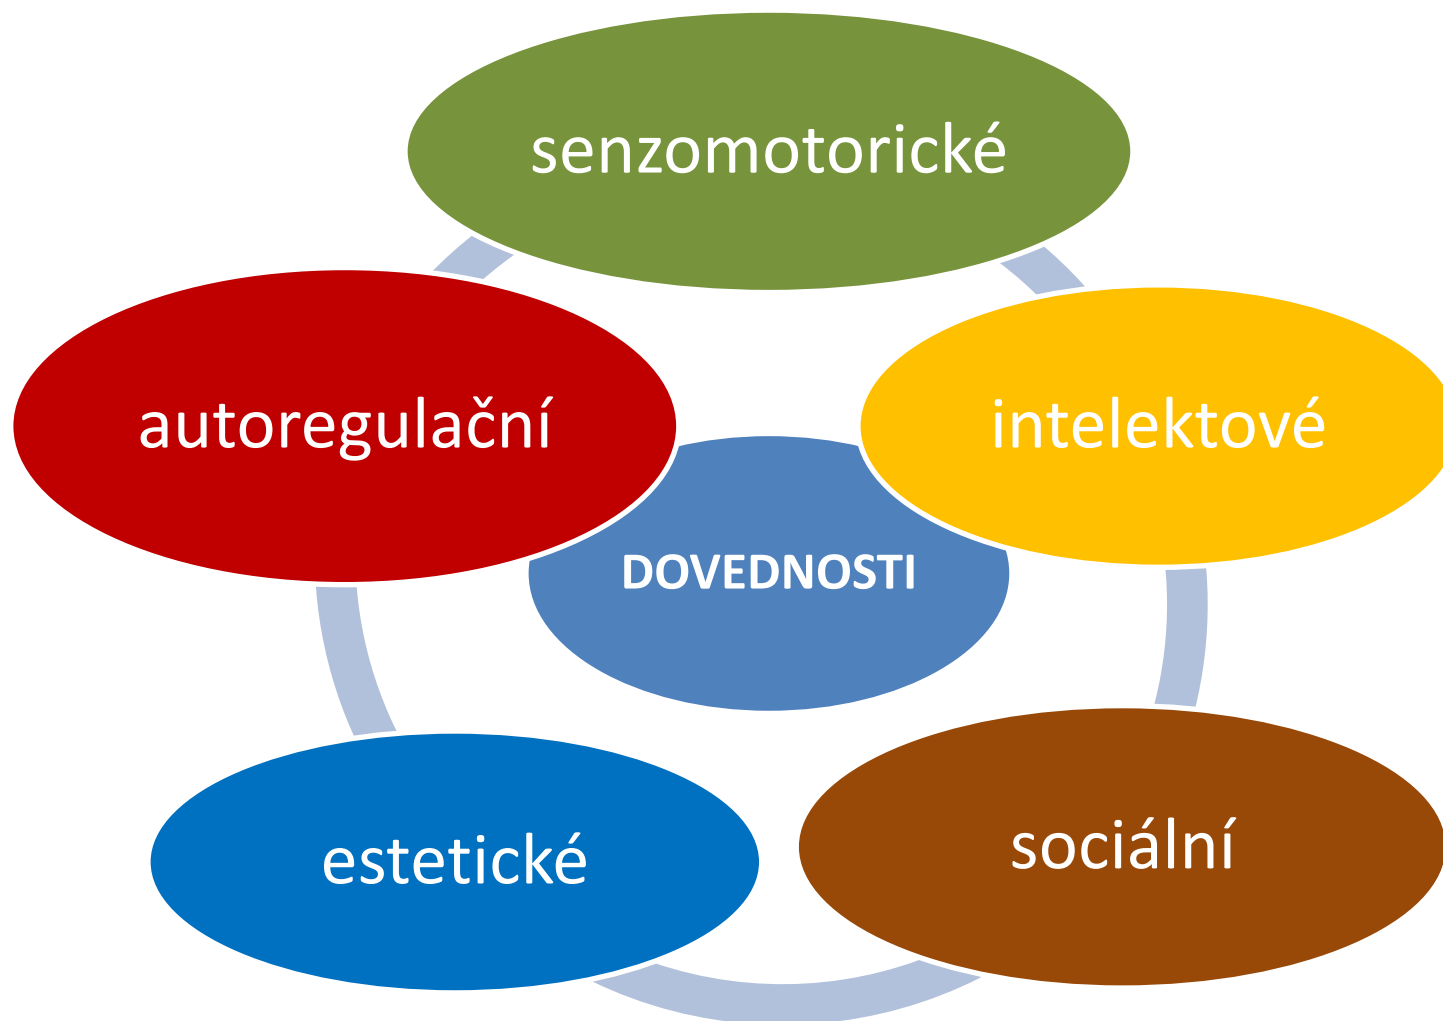 senzomotorické
autoregulační
intelektové
DOVEDNOSTI
estetické
sociální